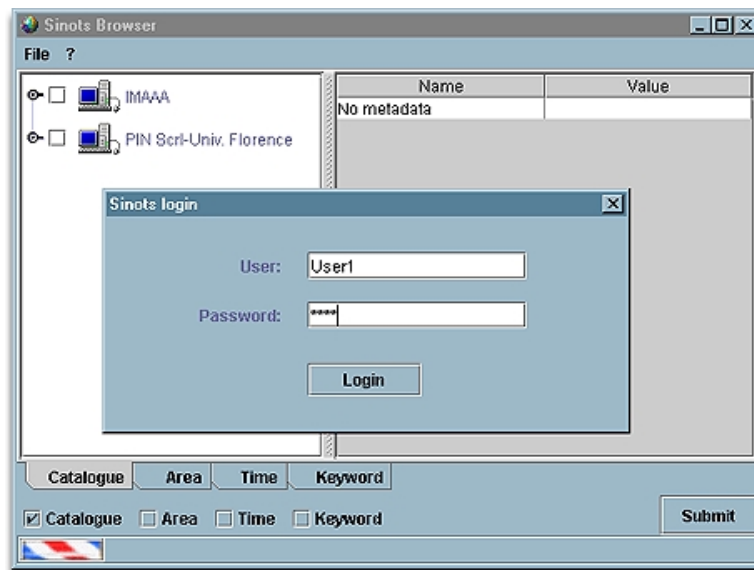 Sinots Browser
File ?
IMAAA
PIN Scrl-Univ. Florence
Name Value
No metadata
Sinots login
User: User1
Password: ****
Login
Catalogue Area Time Keyword
Catalogue Area Time Keyword
Submit